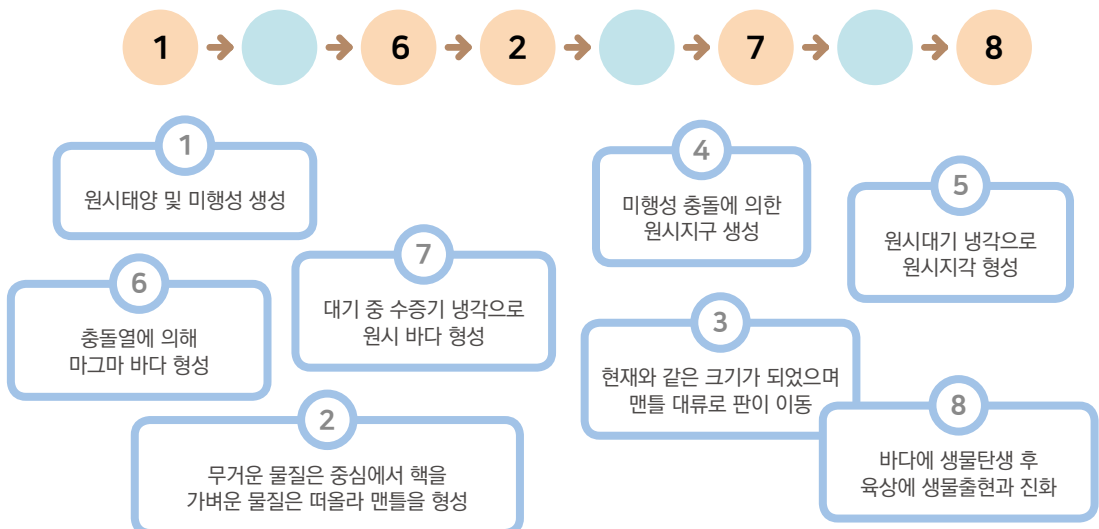 1 → → 6 → 2 → → 7 → → 8
1
원시태양 및 미행성 생성
4
미행성 충돌에 의한
원시지구 생성
5
원시대기 냉각으로
원시지각 형성
6
충돌열에 의해
마그마 바다 형성
7
대기 중 수증기 냉각으로
원시 바다 형성
3
현재와 같은 크기가 되었으며
맨틀 대류로 판이 이동
2
무거운 물질은 중심에서 핵을
가벼운 물질은 떠올라 맨틀을 형성
8
바다에 생물탄생 후
육상에 생물출현과 진화